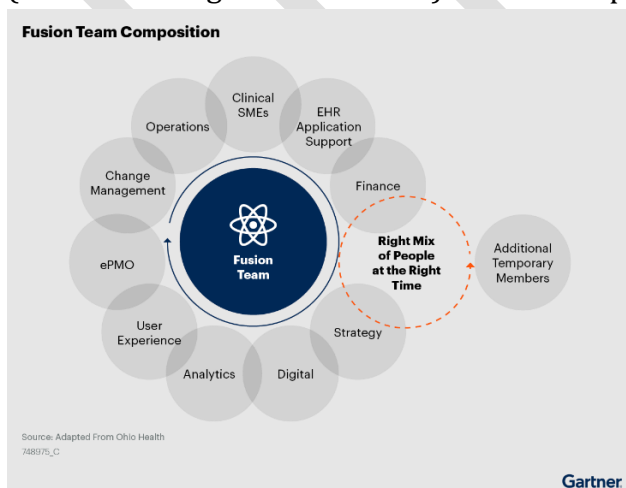 Fusion Team Composition
Clinical
SMEs
EHR
Application
Support
Operations
Finance
Change
Management
Fusion
Team
Right Mix
of People
at the Right
Time
Additional
Temporary
Members
ePMO
User
Experience
Strategy
Analytics
Digital
Source: Adapted From Ohio Health
748975_C
Gartner